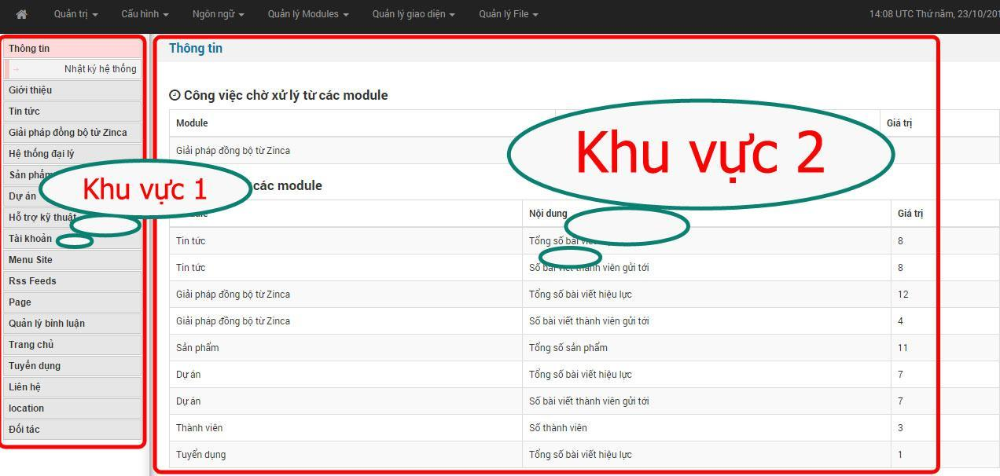 Quản trị Cấu hình Ngôn ngữ Quản lý Modules Quản lý giao diện Quản lý File 14:08 UTC Thứ năm, 23/10/201
Thông tin
Nhật ký hệ thống
Giới thiệu
Tin tức
Giải pháp đồng bộ từ Zinca
Hệ thống đại lý
Sản phẩm
Dự án
Hỗ trợ kỹ thuật
Tài khoản
Menu Site
Rss Feeds
Page
Quản lý bình luận
Trang chủ
Tuyển dụng
Liên hệ
location
Đối tác
Khu vực 1
Thông tin
Công việc chờ xử lý từ các module
Module Giá trị
Giải pháp đồng bộ từ Zinca
Khu vực 2
các module
Nội dung Giá trị
Tin tức Tổng số bài 8
Tin tức Số bài viết thành viên gửi tới 8
Giải pháp đồng bộ từ Zinca Tổng số bài viết hiệu lực 12
Giải pháp đồng bộ từ Zinca Số bài viết thành viên gửi tới 4
Sản phẩm Tổng số sản phẩm 11
Dự án Tổng số bài viết hiệu lực 7
Dự án Số bài viết thành viên gửi tới 7
Thành viên Số thành viên 3
Tuyển dụng Tổng số bài viết hiệu lực 1